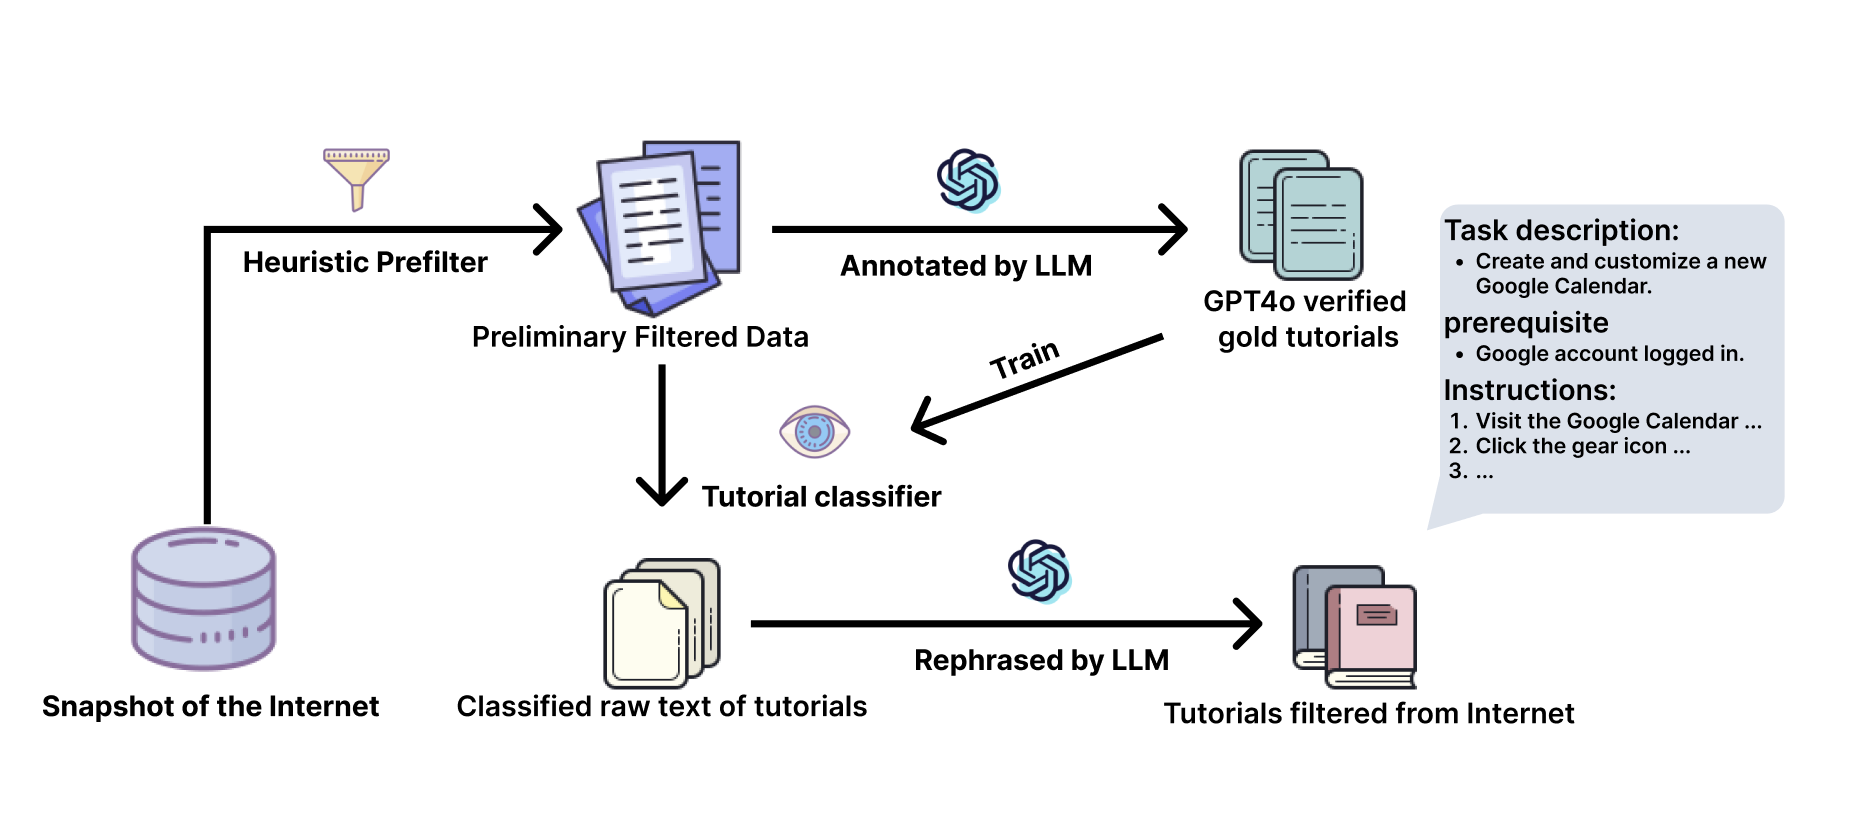 Heuristic Prefilter
Preliminary Filtered Data
Annotated by LLM
GPT4o verified
gold tutorials
Train
Tutorial classifier
Snapshot of the Internet
Classified raw text of tutorials
Rephrased by LLM
Tutorials filtered from Internet
Task description:
• Create and customize a new
Google Calendar.
prerequisite
• Google account logged in.
Instructions:
1. Visit the Google Calendar ...
2. Click the gear icon ...
3. ...